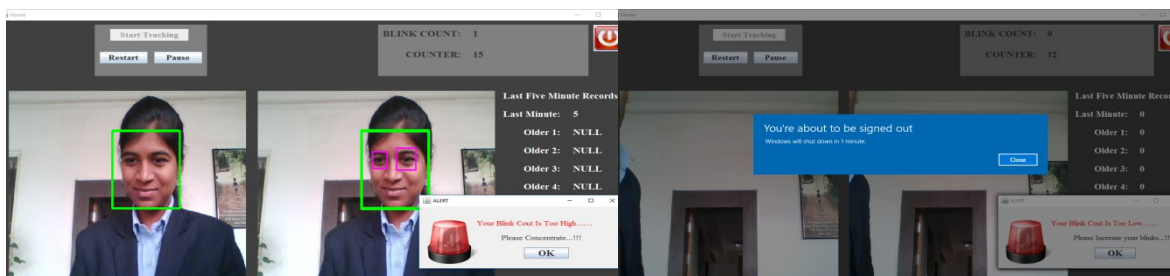 Home
Start Tracking
Restart Pause
BLINK COUNT: 1
COUNTER: 15
Last Five Minute Records
Last Minute: 5
Older 1: NULL
Older 2: NULL
Older 3: NULL
Older 4: NULL
ALERT
Your Blink Cout Is Too High......
Please Concentrate...!!!
OK
Home
Start Tracking
Restart Pause
BLINK COUNT: 0
COUNTER: 12
Last Five Minute Recor
Last Minute: 0
Older 1: 0
Older 2: 0
Older 3: 0
Older 4: 0
You're about to be signed out
Windows will shut down in 1 minute.
Close
ALERT
Your Blink Cout Is Too Low.....
Please Increase your blinks...!!
OK